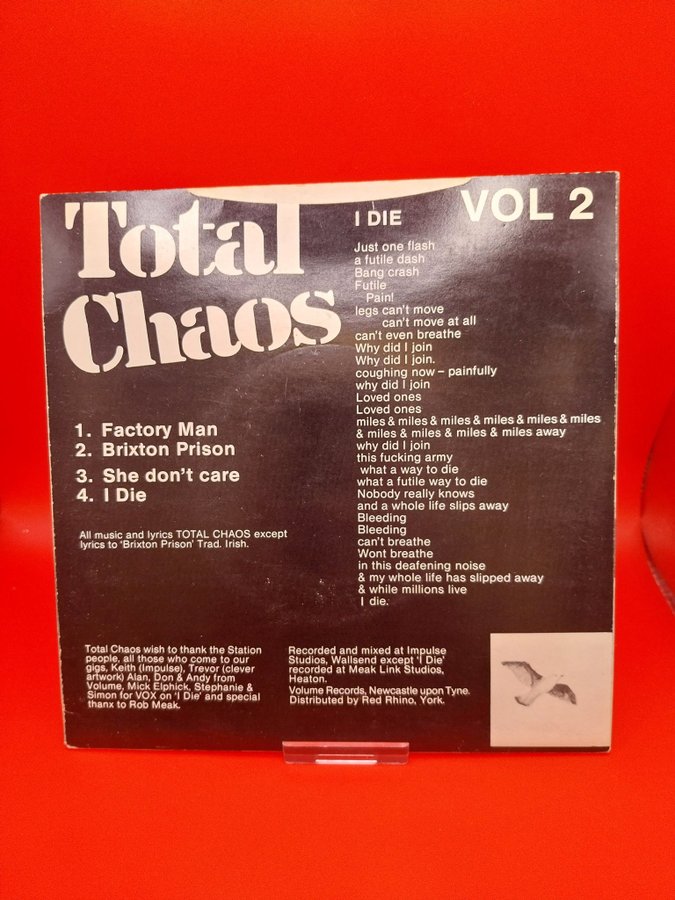 Total
Chaos
VOL 2
1. Factory Man
2. Brixton Prison
3. She don't care
4. I Die
All music and lyrics TOTAL CHAOS except
lyrics to 'Brixton Prison' Trad. Irish.
I DIE
Just one flash
a futile dash
Bang crash
Futile
Pain!
legs can't move
can't move at all
can't even breathe
Why did I join
Why did I join.
coughing now – painfully
why did I join
Loved ones
Loved ones
miles & miles & miles & miles & miles & miles
& miles & miles & miles & miles away
why did I join
this fucking army
what a way to die
what a futile way to die
Nobody really knows
and a whole life slips away
Bleeding
Bleeding
can't breathe
Wont breathe
in this deafening noise
& my whole life has slipped away
& while millions live
I die.
Total Chaos wish to thank the Station
people, all those who come to our
gigs, Keith (Impulse), Trevor (clever
artwork) Alan, Don & Andy from
Volume, Mick Elphick, Stephanie &
Simon for VOX on 'I Die' and special
thanx to Rob Meak.
Recorded and mixed at Impulse
Studios, Wallsend except 'I Die'
recorded at Meak Link Studios,
Heaton.
Volume Records, Newcastle upon Tyne.
Distributed by Red Rhino, York.